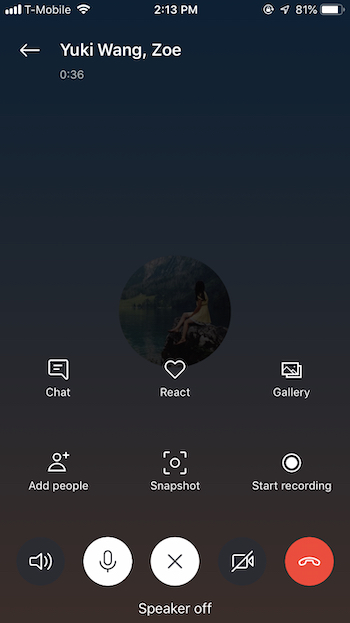 T-Mobile 2:13 PM 81%
Yuki Wang, Zoe
0:36
Chat React Gallery
Add people Snapshot Start recording
Speaker off